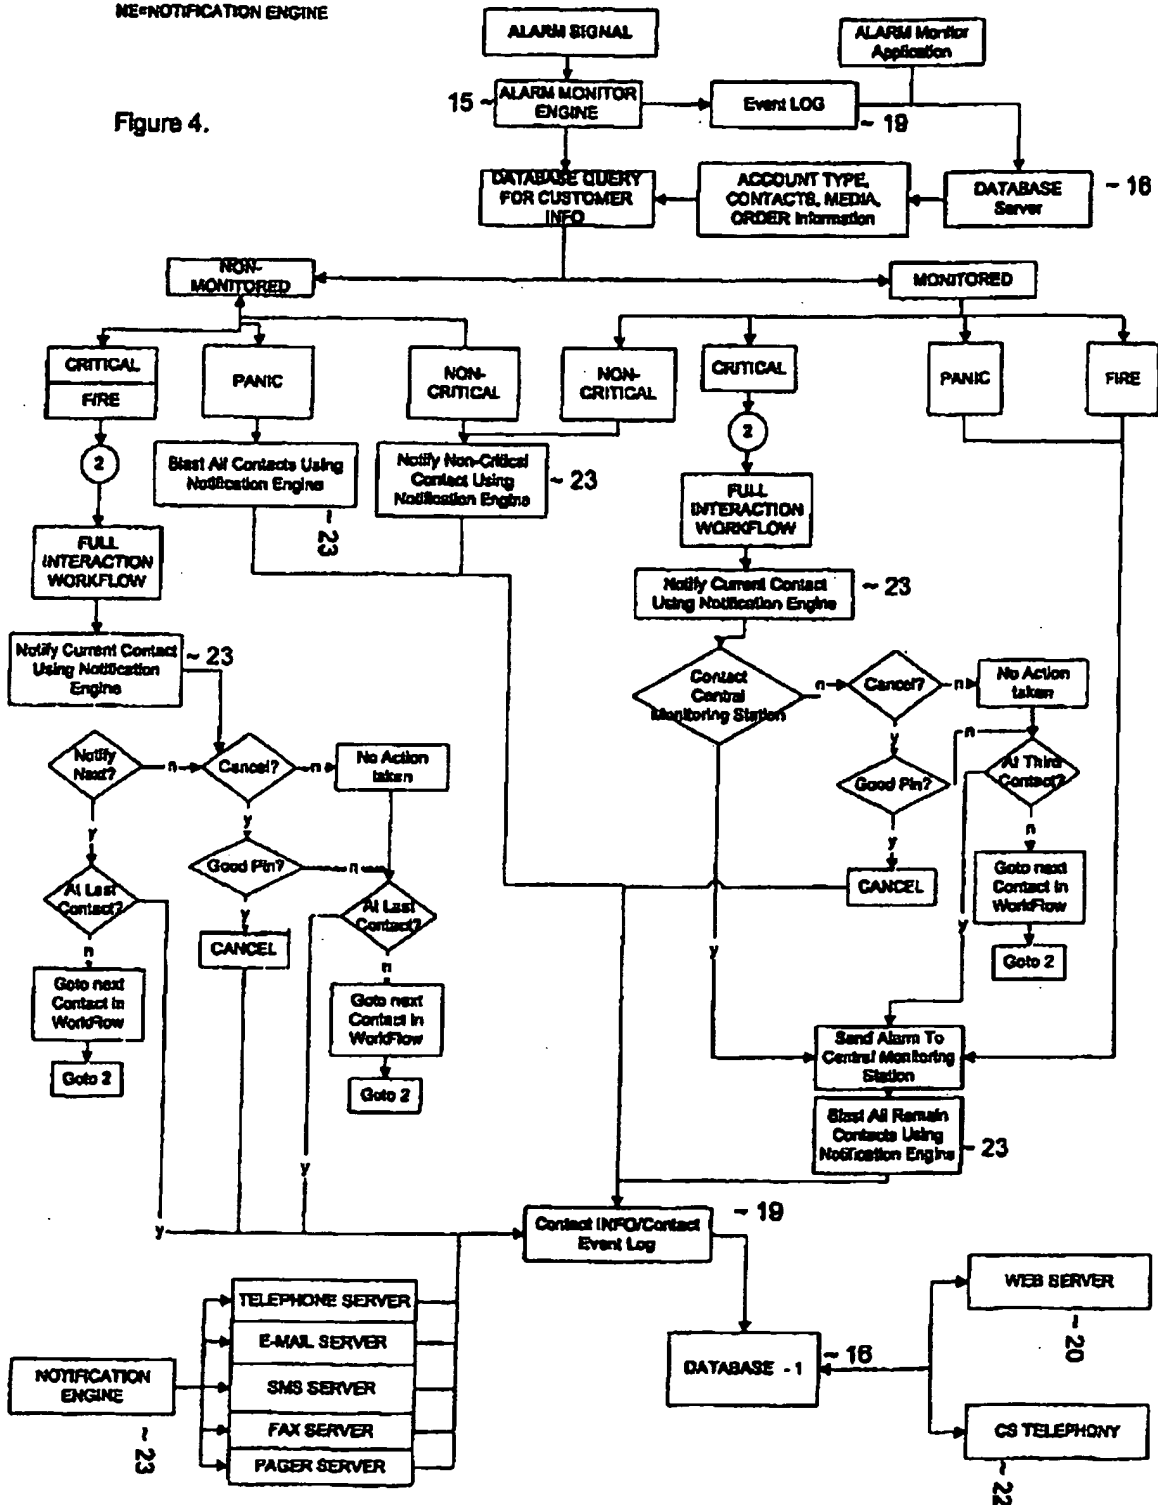 NE=NOTIFICATION ENGINE
ALARM SIGNAL
ALARM Monitor
Application
Figure 4.
15 ~
ALARM MONITOR
ENGINE
Event LOG
~ 19
DATABASE QUERY
FOR CUSTOMER
INFO
ACCOUNT TYPE,
CONTACTS, MEDIA,
ORDER Information
DATABASE
Server
~ 16
NON-
MONITORED
MONITORED
CRITICAL
FIRE
PANIC
NON-
CRITICAL
NON-
CRITICAL
CRITICAL
PANIC
FIRE
2
Blast All Contacts Using
Notification Engine
~ 23
Notify Non-Critical
Contact Using
Notification Engine
~ 23
2
FULL
INTERACTION
WORKFLOW
FULL
INTERACTION
WORKFLOW
Notify Current Contact
Using Notification
Engine
~ 23
Notify Current Contact
Using Notification Engine
~ 23
Contact
Central
Monitoring Station
n
Cancel?
n
No Action
taken
y
Good Pin?
n
At Third
Contact?
y
CANCEL
n
Goto next
Contact in
WorkFlow
Goto 2
y
y
Notify
Next?
n
Cancel?
n
No Action
taken
y
y
Good Pin?
n
At Last
Contact?
y
At Last
Contact?
CANCEL
n
Goto next
Contact in
WorkFlow
Goto 2
n
Goto next
Contact in
WorkFlow
Goto 2
Send Alarm To
Central Monitoring
Station
Blast All Remain
Contacts Using
Notification Engine
~ 23
y
y
Contact INFO/Contact
Event Log
~ 19
TELEPHONE SERVER
E-MAIL SERVER
SMS SERVER
FAX SERVER
PAGER SERVER
NOTIFICATION
ENGINE
~ 23
DATABASE - 1
~ 16
WEB SERVER
~ 20
CS TELEPHONY
~ 22